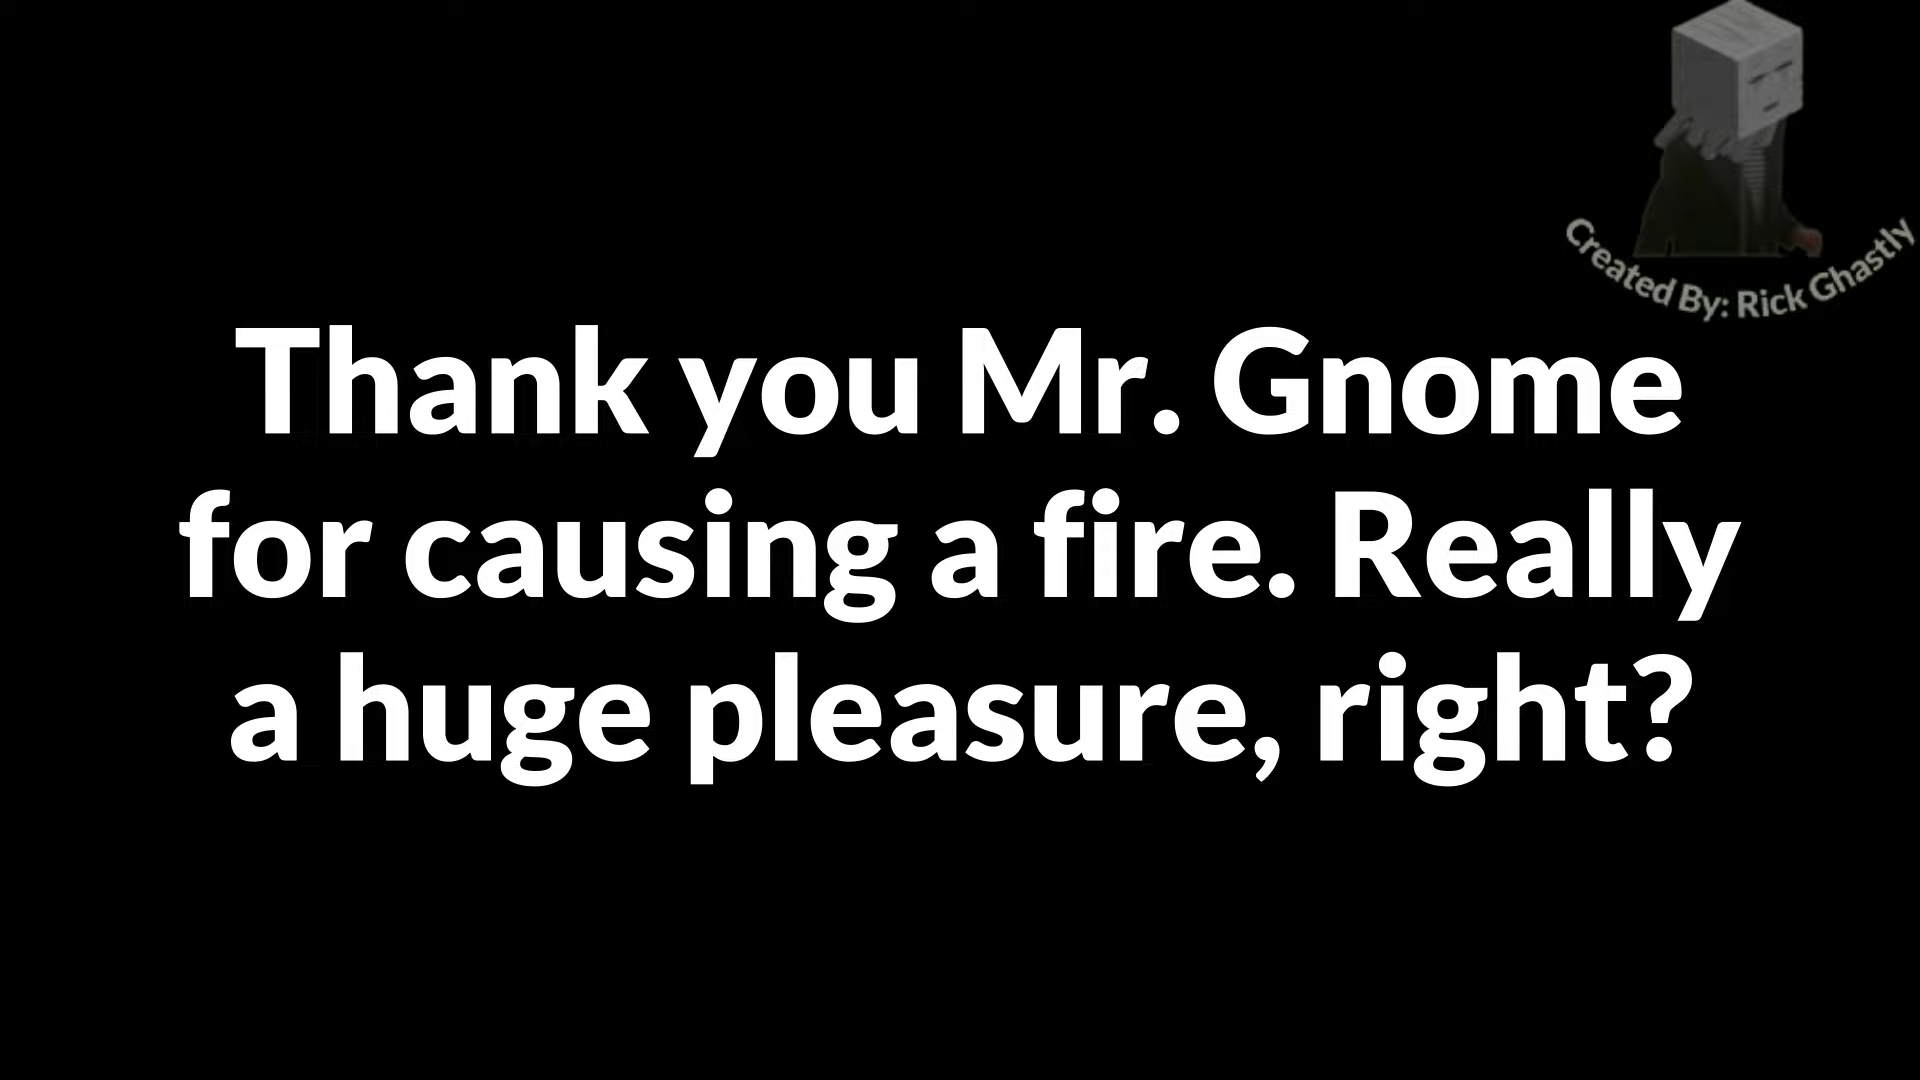 Created By: Rick Ghastly
Thank you Mr. Gnome
for causing a fire. Really
a huge pleasure, right?